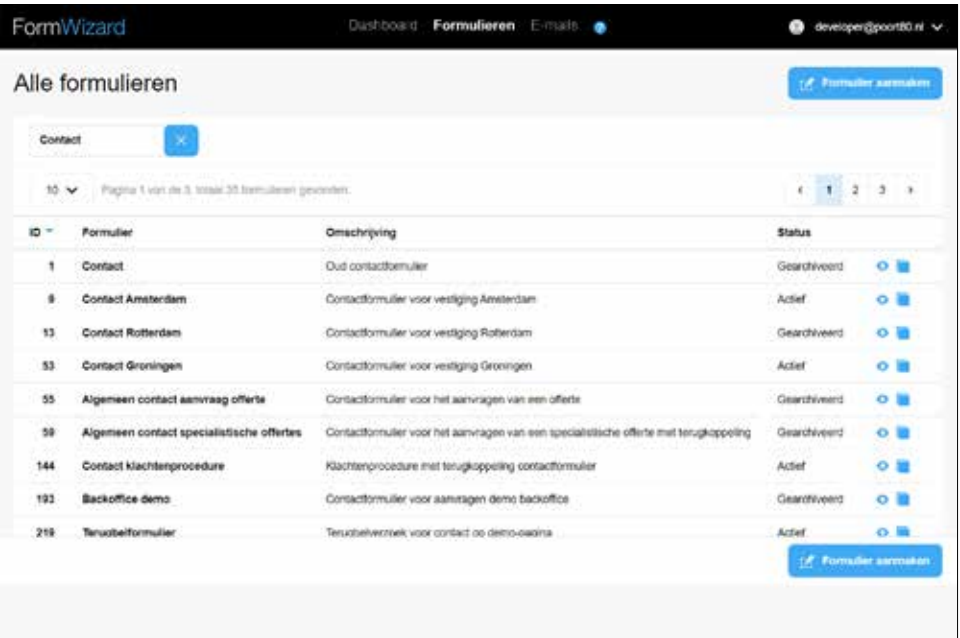 FormWizard Dashboard Formulieren E-mails ? developer@poort80.nl
Alle formulieren Formulier aanmaken
Contact
10 Pagina 1 van de 3, totaal 35 formulieren gevonden.
1 2 3
ID Formulier Omschrijving Status
1 Contact Oud contactformulier Gearchiveerd
9 Contact Amsterdam Contactformulier voor vestiging Amsterdam Actief
13 Contact Rotterdam Contactformulier voor vestiging Rotterdam Gearchiveerd
53 Contact Groningen Contactformulier voor vestiging Groningen Actief
55 Algemeen contact aanvraag offerte Contactformulier voor het aanvragen van een offerte Gearchiveerd
59 Algemeen contact specialistische offertes Contactformulier voor het aanvragen van een specialistische offerte met terugkoppeling Gearchiveerd
144 Contact klachtenprocedure Klachtenprocedure met terugkoppeling contactformulier Actief
193 Backoffice demo Contactformulier voor aanvragen demo backoffice Gearchiveerd
219 Terugbelformulier Terugbelverzoek voor contact op demo-pagina Actief
Formulier aanmaken